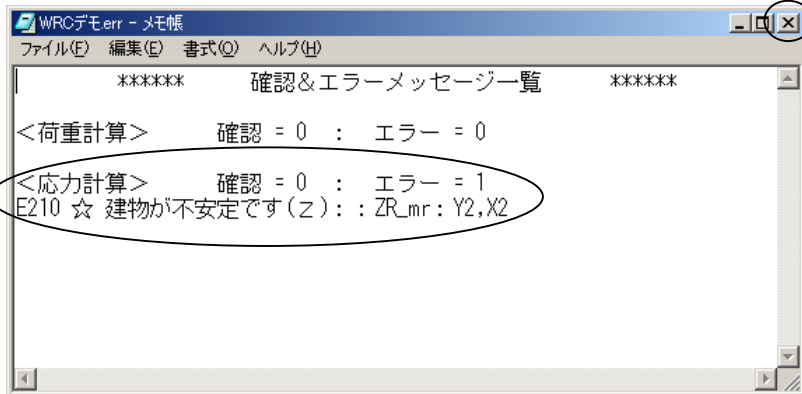 WRCデモ.err - メモ帳
ファイル(F) 編集(E) 書式(O) ヘルプ(H)
****** 確認&エラーメッセージ一覧 ******
<荷重計算> 確認 = 0 : エラー = 0
<応力計算> 確認 = 0 : エラー = 1
E210 ☆ 建物が不安定です(Z): : ZR_mr: Y2,X2